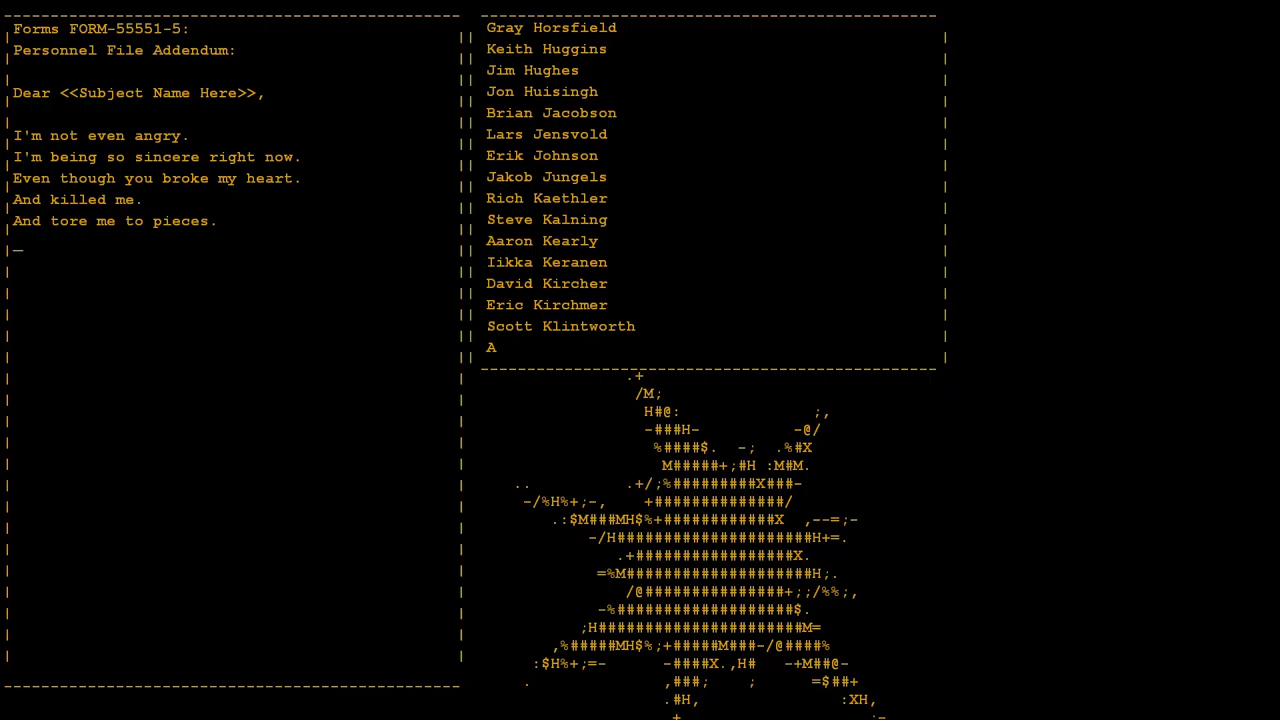 Forms FORM-55551-5:
Personnel File Addendum:
Dear <<Subject Name Here>>,
I'm not even angry.
I'm being so sincere right now.
Even though you broke my heart.
And killed me.
And tore me to pieces.
Gray Horsfield
Keith Huggins
Jim Hughes
Jon Huisingh
Brian Jacobson
Lars Jensvold
Erik Johnson
Jakob Jungels
Rich Kaethler
Steve Kalning
Aaron Kearly
Iikka Keranen
David Kircher
Eric Kirchmer
Scott Klintworth
A